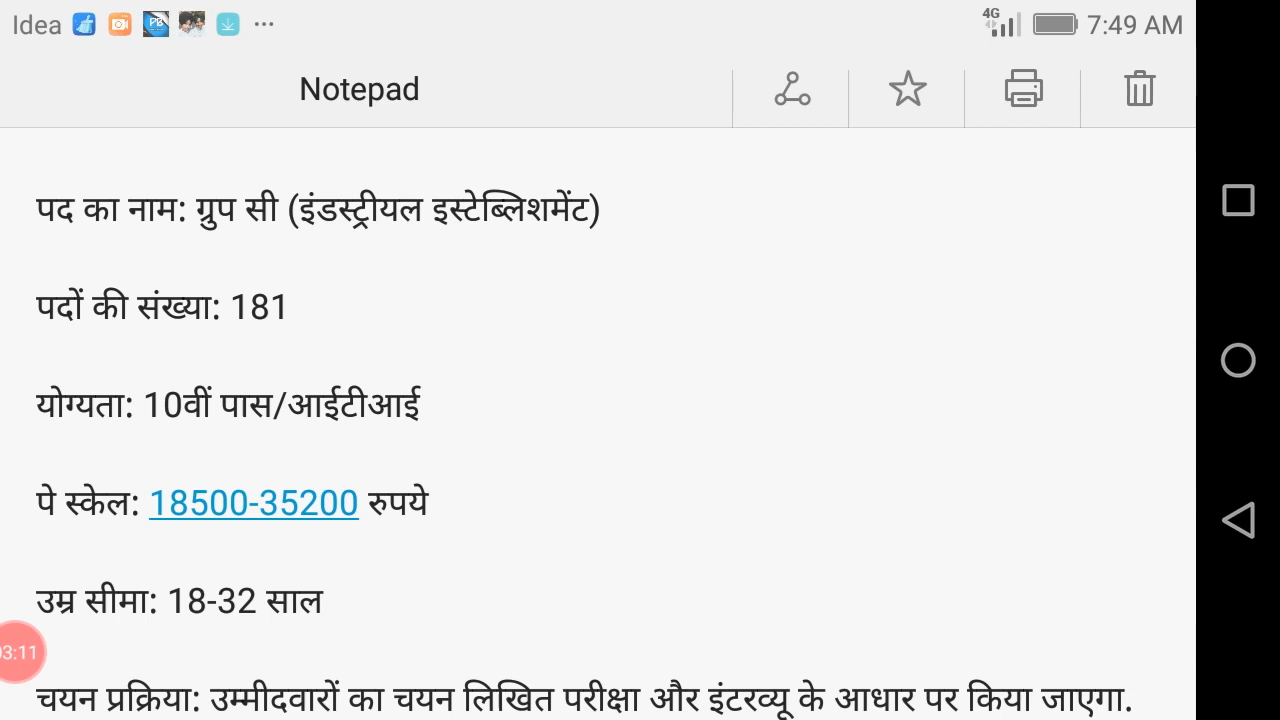 Idea 4G 7:49 AM
Notepad
पद का नाम: ग्रुप सी (इंडस्ट्रीयल इस्टेब्लिशमेंट)
पदों की संख्या: 181
योग्यता: 10वीं पास/आईटीआई
पे स्केल: 18500-35200 रुपये
उम्र सीमा: 18-32 साल
03:11
चयन प्रक्रिया: उम्मीदवारों का चयन लिखित परीक्षा और इंटरव्यू के आधार पर किया जाएगा.